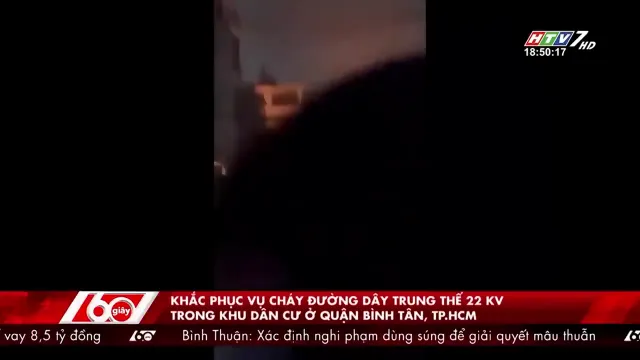 HTV7 HD
18:50:17
60 giây
KHẮC PHỤC VỤ CHÁY ĐƯỜNG DÂY TRUNG THẾ 22 KV
TRONG KHU DÂN CƯ Ở QUẬN BÌNH TÂN, TP.HCM
vay 8,5 tỷ đồng 60 Bình Thuận: Xác định nghi phạm dùng súng để giải quyết mâu thuẫn